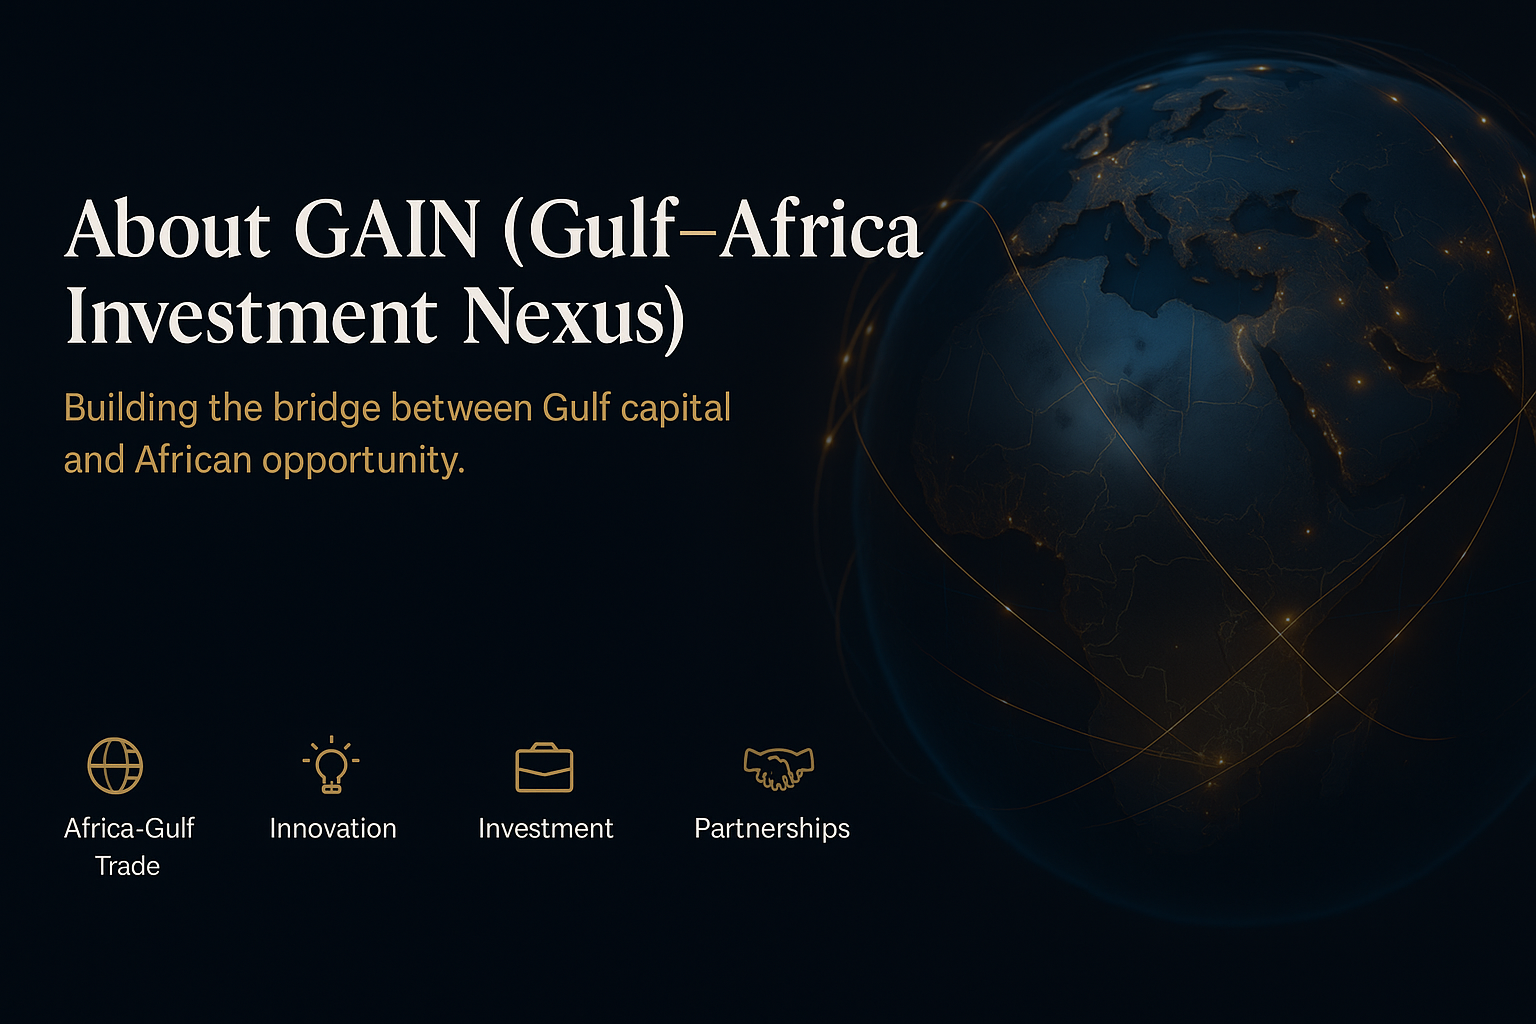 About GAIN (Gulf–Africa
Investment Nexus)
Building the bridge between Gulf capital
and African opportunity.
Africa-Gulf
Trade
Innovation
Investment
Partnerships